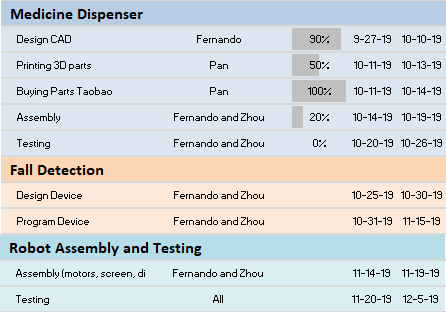 Medicine Dispenser
Design CAD Fernando 90% 9-27-19 10-10-19
Printing 3D parts Pan 50% 10-11-19 10-13-19
Buying Parts Taobao Pan 100% 10-11-19 10-14-19
Assembly Fernando and Zhou 20% 10-14-19 10-19-19
Testing Fernando and Zhou 0% 10-20-19 10-26-19
Fall Detection
Design Device Fernando and Zhou 10-25-19 10-30-19
Program Device Fernando and Zhou 10-31-19 11-15-19
Robot Assembly and Testing
Assembly (motors, screen, di Fernando and Zhou 11-14-19 11-19-19
Testing All 11-20-19 12-5-19